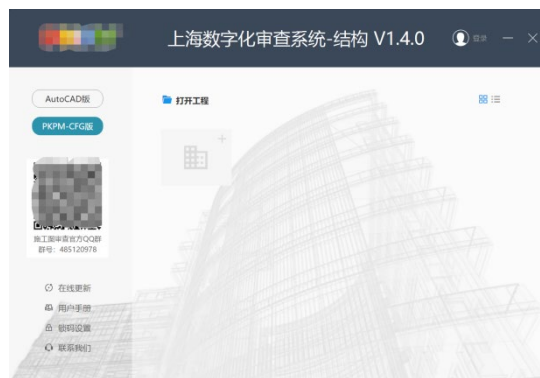 上海数字化审查系统-结构 V1.4.0
登录
AutoCAD版
PKPM-CFG版
打开工程
施工图审查官方QQ群
群号: 485120978
在线更新
用户手册
锁码设置
联系我们